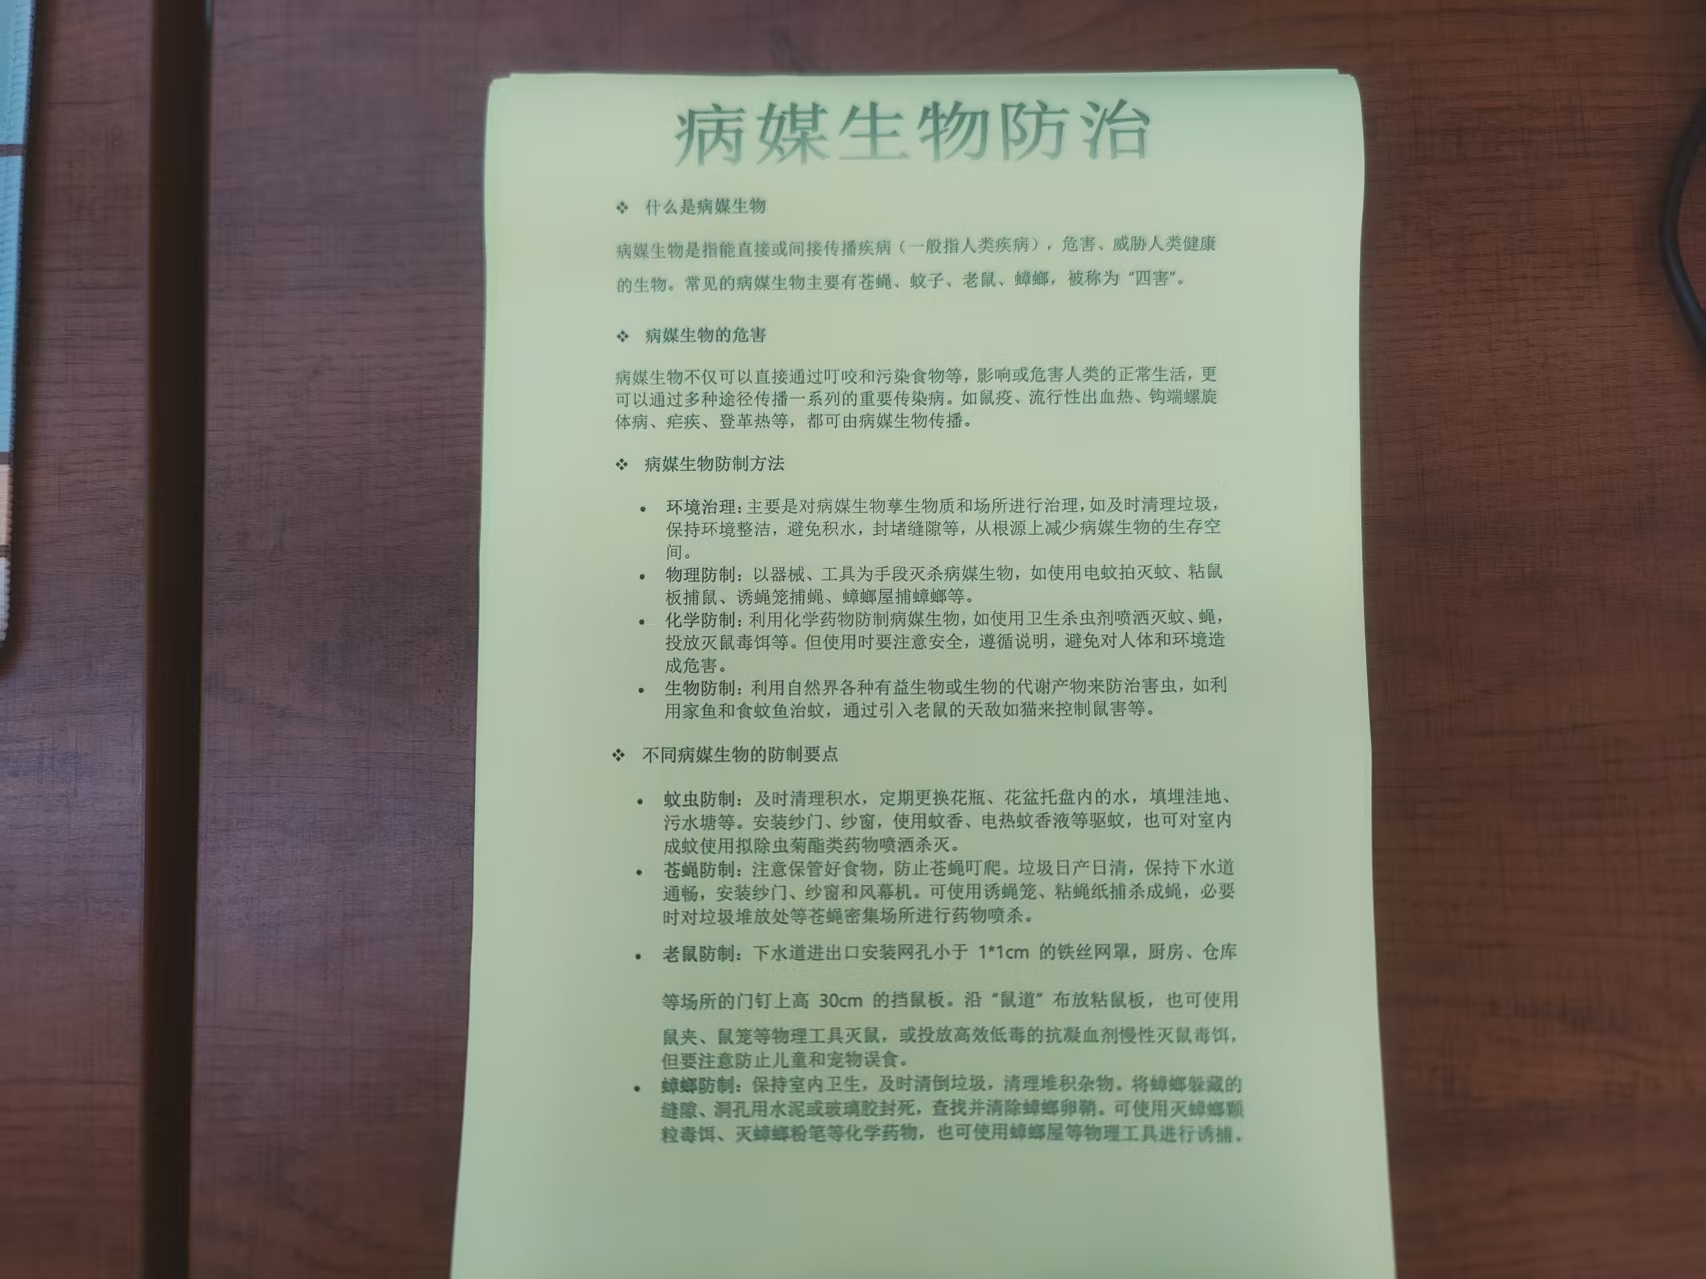 病媒生物防治
❖ 什么是病媒生物
病媒生物是指能直接或间接传播疾病（一般指人类疾病），危害、威胁人类健康
的生物。常见的病媒生物主要有苍蝇、蚊子、老鼠、蟑螂，被称为“四害”。
❖ 病媒生物的危害
病媒生物不仅可以直接通过叮咬和污染食物等，影响或危害人类的正常生活，更
可以通过多种途径传播一系列的重要传染病。如鼠疫、流行性出血热、钩端螺旋
体病、疟疾、登革热等，都可由病媒生物传播。
❖ 病媒生物防制方法
• 环境治理：主要是对病媒生物孳生物质和场所进行治理，如及时清理垃圾，
保持环境整洁，避免积水，封堵缝隙等，从根源上减少病媒生物的生存空
间。
• 物理防制：以器械、工具为手段灭杀病媒生物，如使用电蚊拍灭蚊、粘鼠
板捕鼠、诱蝇笼捕蝇、蟑螂屋捕蟑螂等。
• 化学防制：利用化学药物防制病媒生物，如使用卫生杀虫剂喷洒灭蚊、蝇，
投放灭鼠毒饵等。但使用时要注意安全，遵循说明，避免对人体和环境造
成危害。
• 生物防制：利用自然界各种有益生物或生物的代谢产物来防治害虫，如利
用家鱼和食蚊鱼治蚊，通过引入老鼠的天敌如猫来控制鼠害等。
❖ 不同病媒生物的防制要点
• 蚊虫防制：及时清理积水，定期更换花瓶、花盆托盘内的水，填埋洼地、
污水塘等。安装纱门、纱窗，使用蚊香、电热蚊香液等驱蚊，也可对室内
成蚊使用拟除虫菊酯类药物喷洒杀灭。
• 苍蝇防制：注意保管好食物，防止苍蝇叮爬。垃圾日产日清，保持下水道
通畅，安装纱门、纱窗和风幕机。可使用诱蝇笼、粘蝇纸捕杀成蝇，必要
时对垃圾堆放处等苍蝇密集场所进行药物喷杀。
• 老鼠防制：下水道进出口安装网孔小于 1*1cm 的铁丝网罩，厨房、仓库
等场所的门钉上高 30cm 的挡鼠板。沿“鼠道”布放粘鼠板，也可使用
鼠夹、鼠笼等物理工具灭鼠，或投放高效低毒的抗凝血剂慢性灭鼠毒饵，
但要注意防止儿童和宠物误食。
• 蟑螂防制：保持室内卫生，及时清倒垃圾，清理堆积杂物。将蟑螂躲藏的
缝隙、洞孔用水泥或玻璃胶封死，查找并清除蟑螂卵鞘。可使用灭蟑螂颗
粒毒饵、灭蟑螂粉笔等化学药物，也可使用蟑螂屋等物理工具进行诱捕。